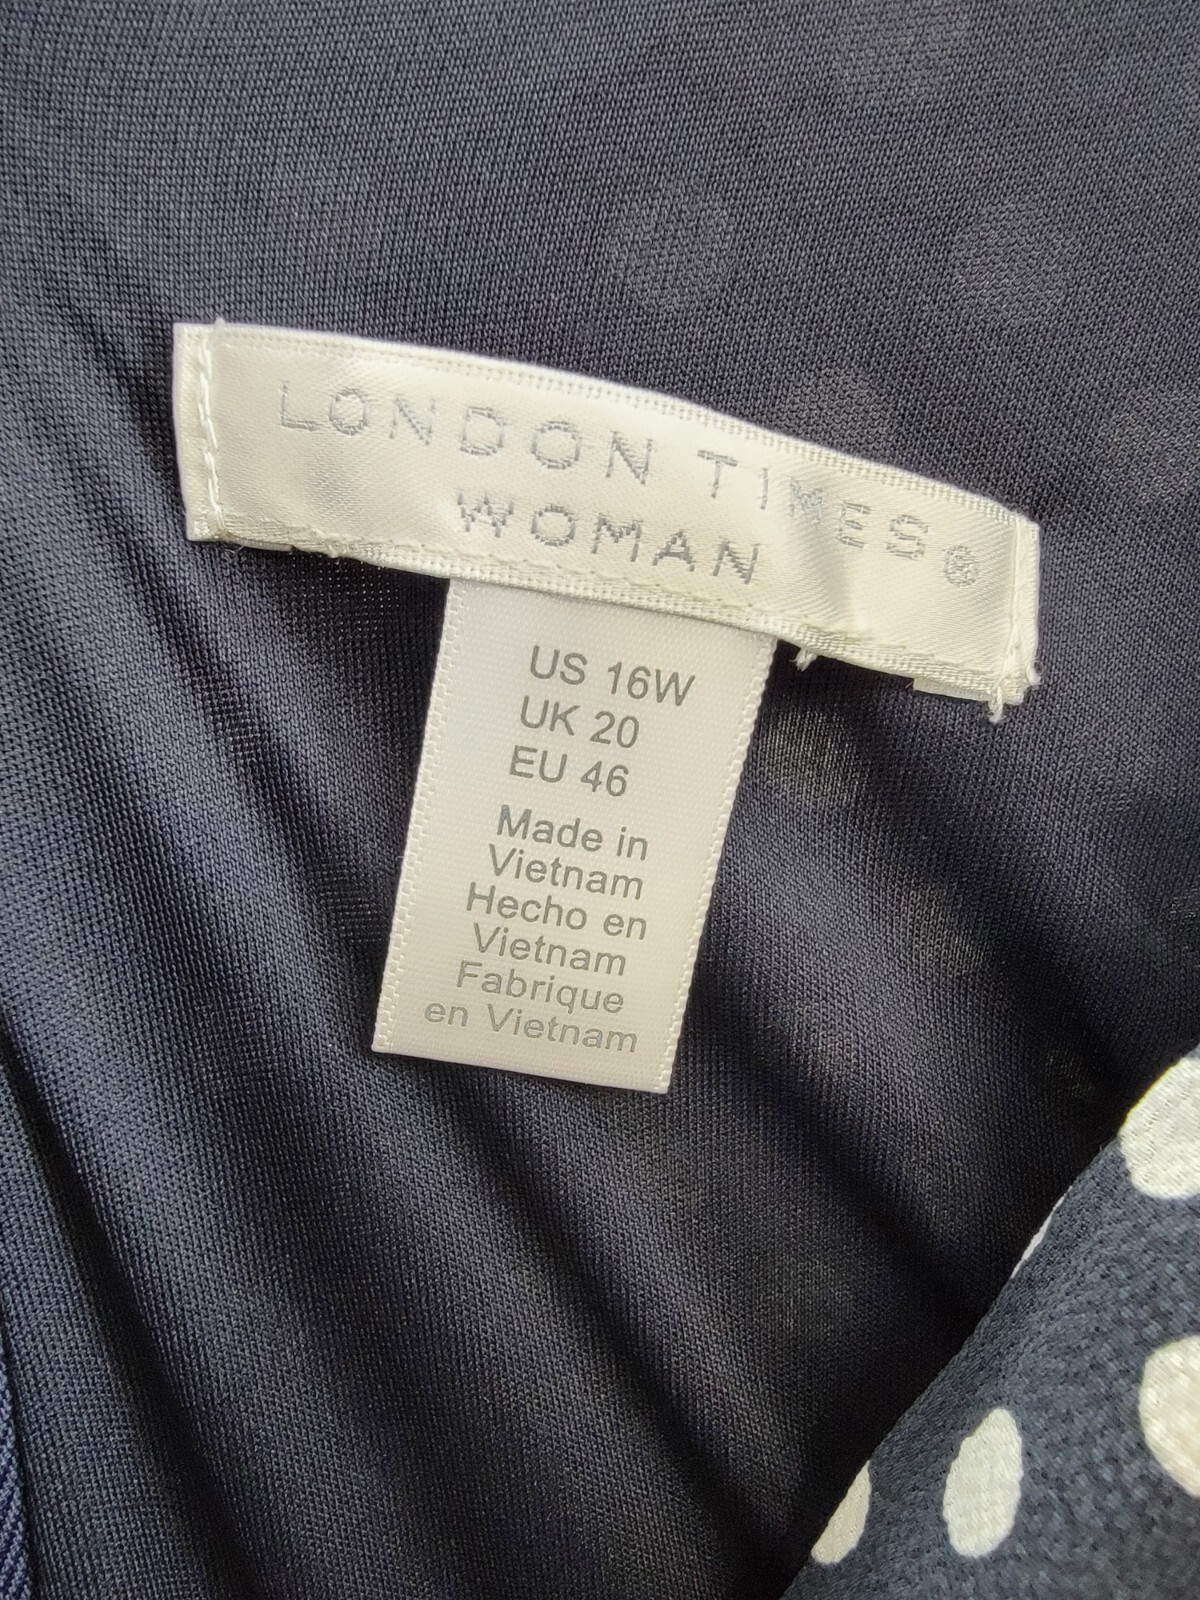 LONDON TIMES®
WOMAN
US 16W
UK 20
EU 46
Made in
Vietnam
Hecho en
Vietnam
Fabrique
en Vietnam